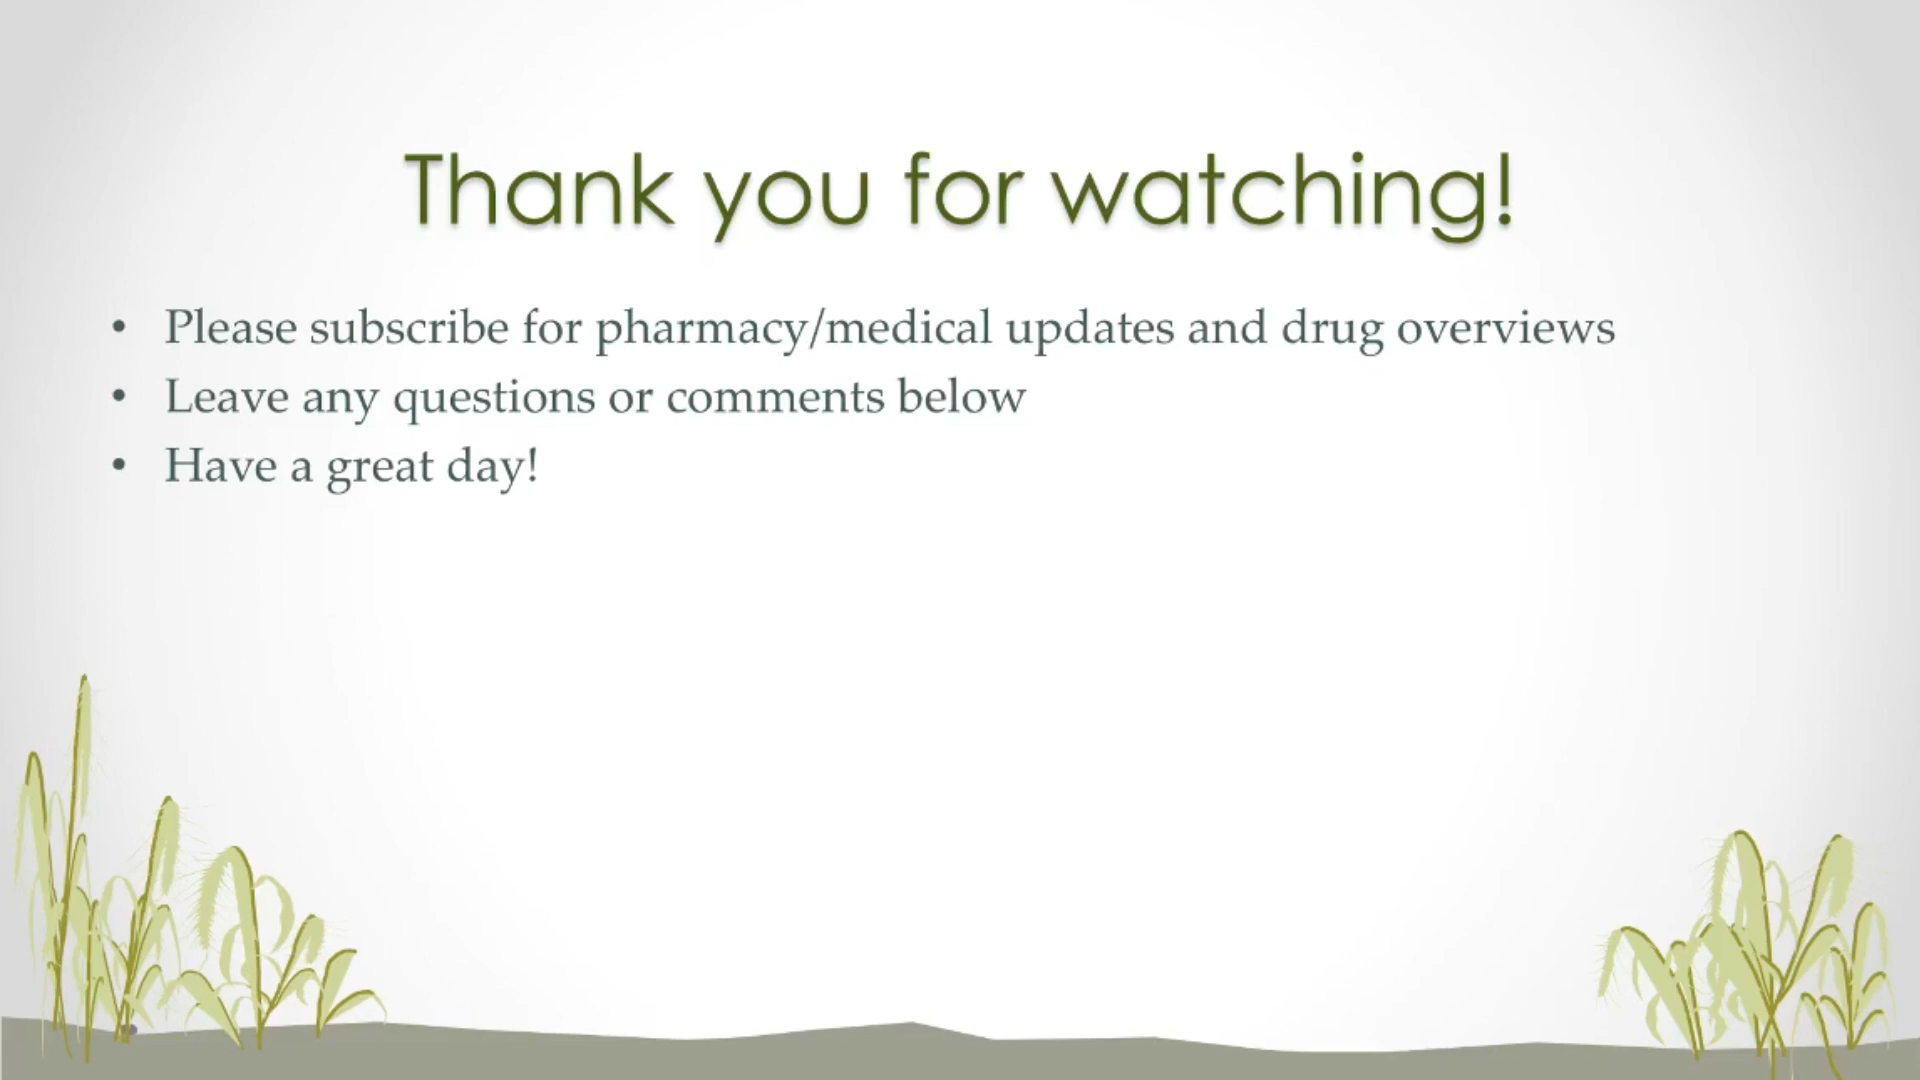 Thank you for watching!
• Please subscribe for pharmacy/medical updates and drug overviews
• Leave any questions or comments below
• Have a great day!